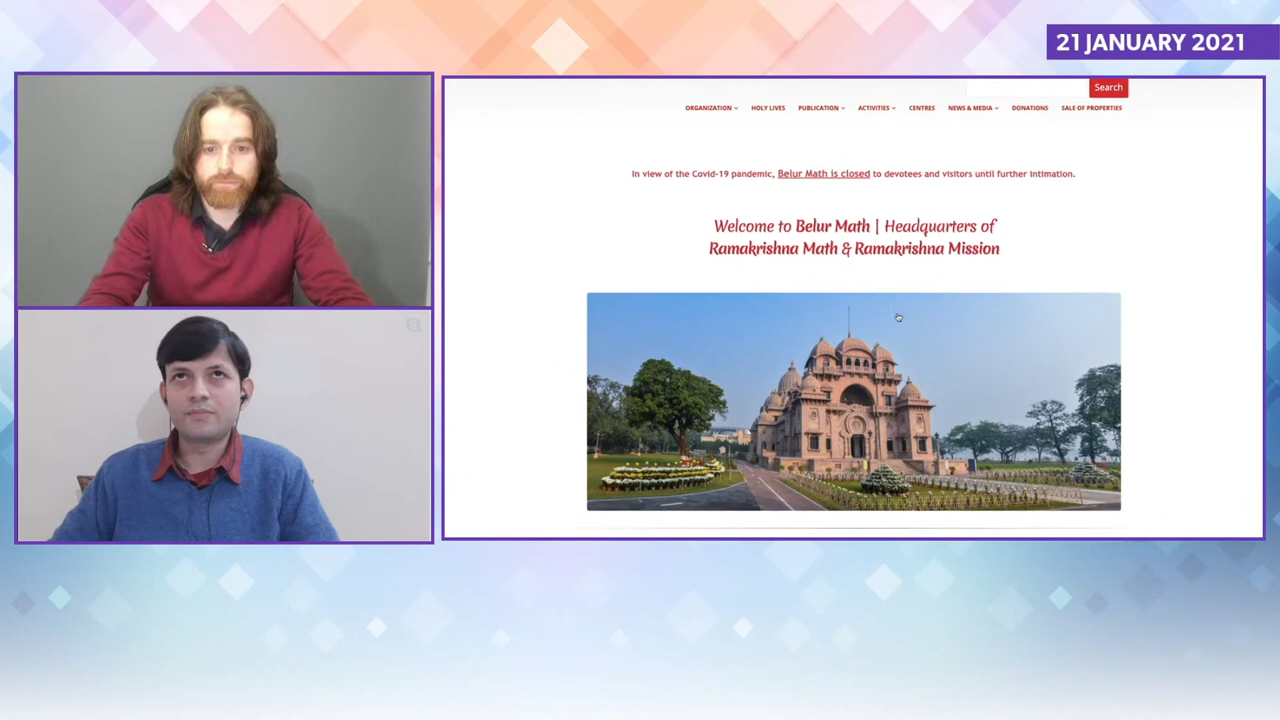 21 JANUARY 2021
Search
ORGANIZATION HOLY LIVES PUBLICATION ACTIVITIES CENTRES NEWS & MEDIA DONATIONS SALE OF PROPERTIES
In view of the Covid-19 pandemic, Belur Math is closed to devotees and visitors until further intimation.
Welcome to Belur Math | Headquarters of
Ramakrishna Math & Ramakrishna Mission